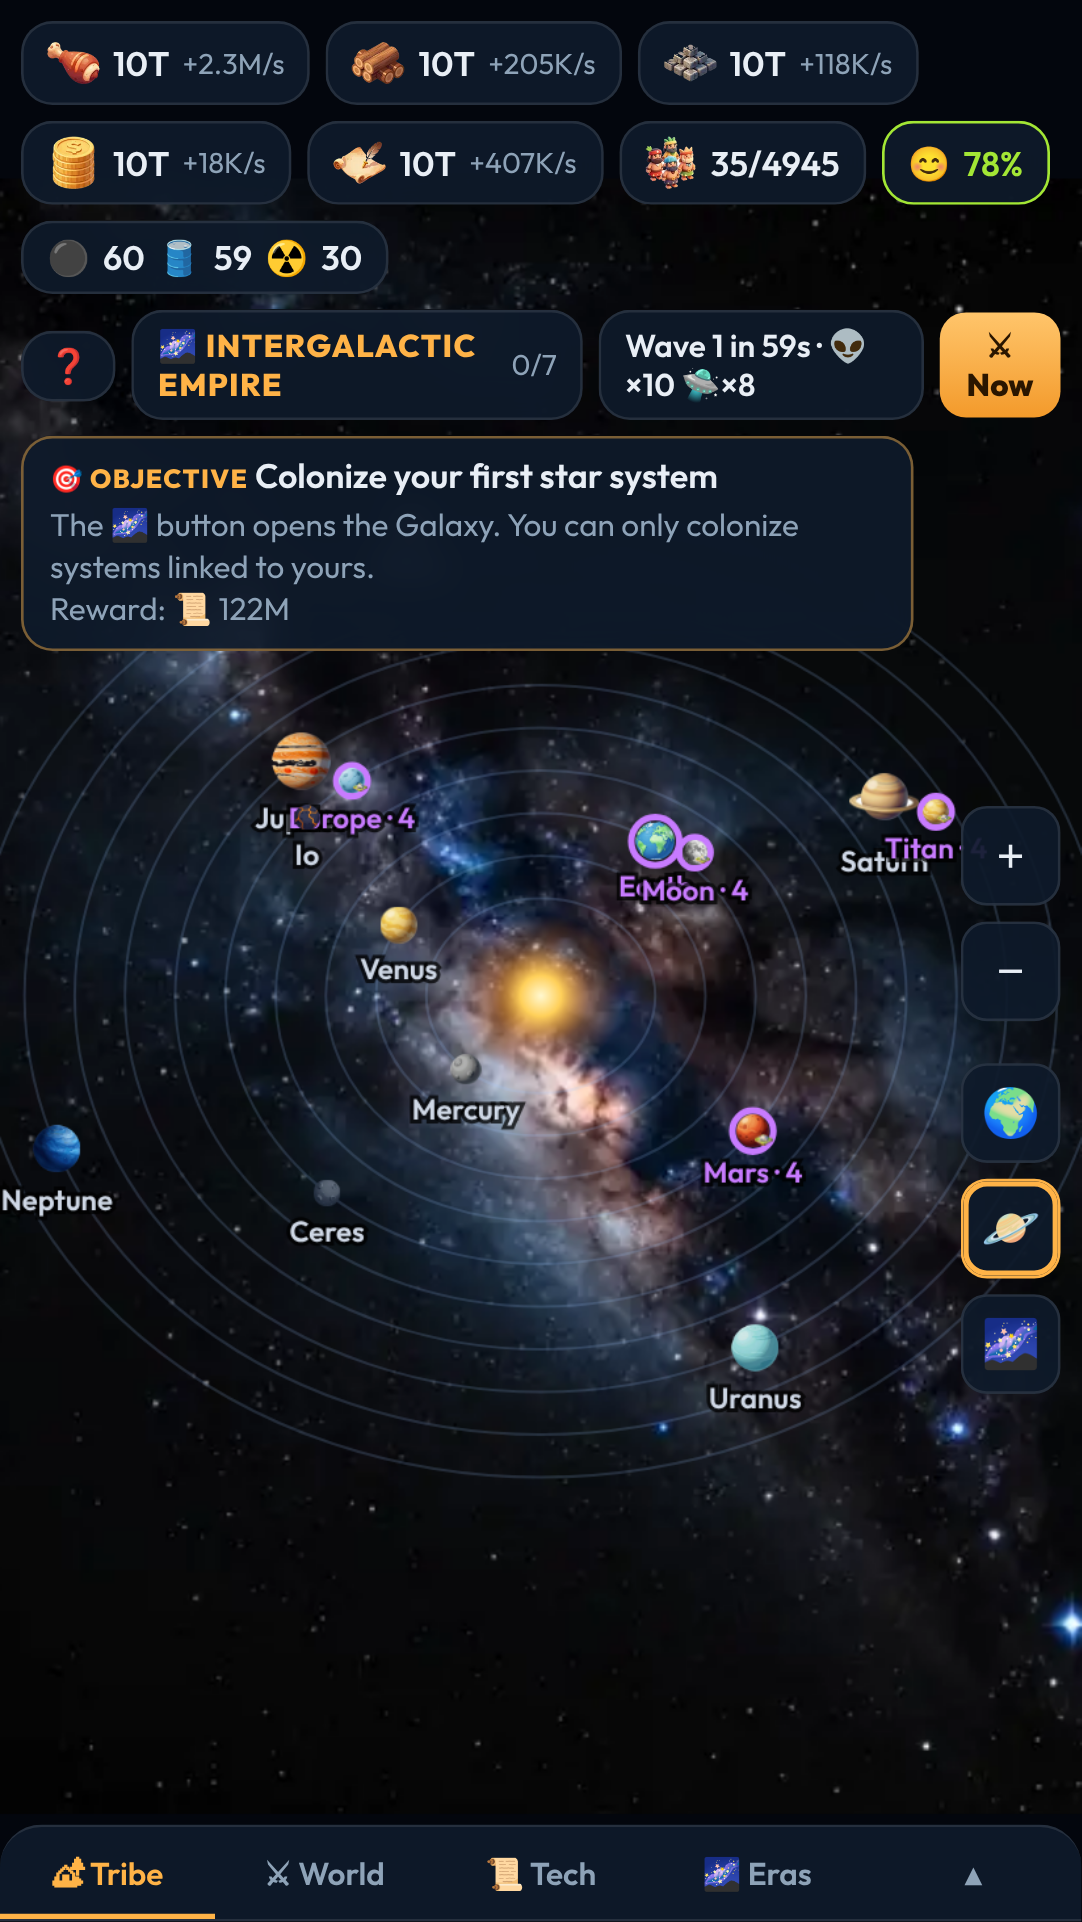 10T +2.3M/s
10T +205K/s
10T +118K/s
10T +18K/s
10T +407K/s
35/4945
78%
60 59 30
INTERGALACTIC
EMPIRE
0/7
Wave 1 in 59s ·
×10 ×8
Now
OBJECTIVE Colonize your first star system
The button opens the Galaxy. You can only colonize
systems linked to yours.
Reward: 122M
Io
Moon · 4
Saturn
Titan · 4
+
Venus
−
Mercury
Mars · 4
Neptune
Ceres
Uranus
Tribe
World
Tech
Eras